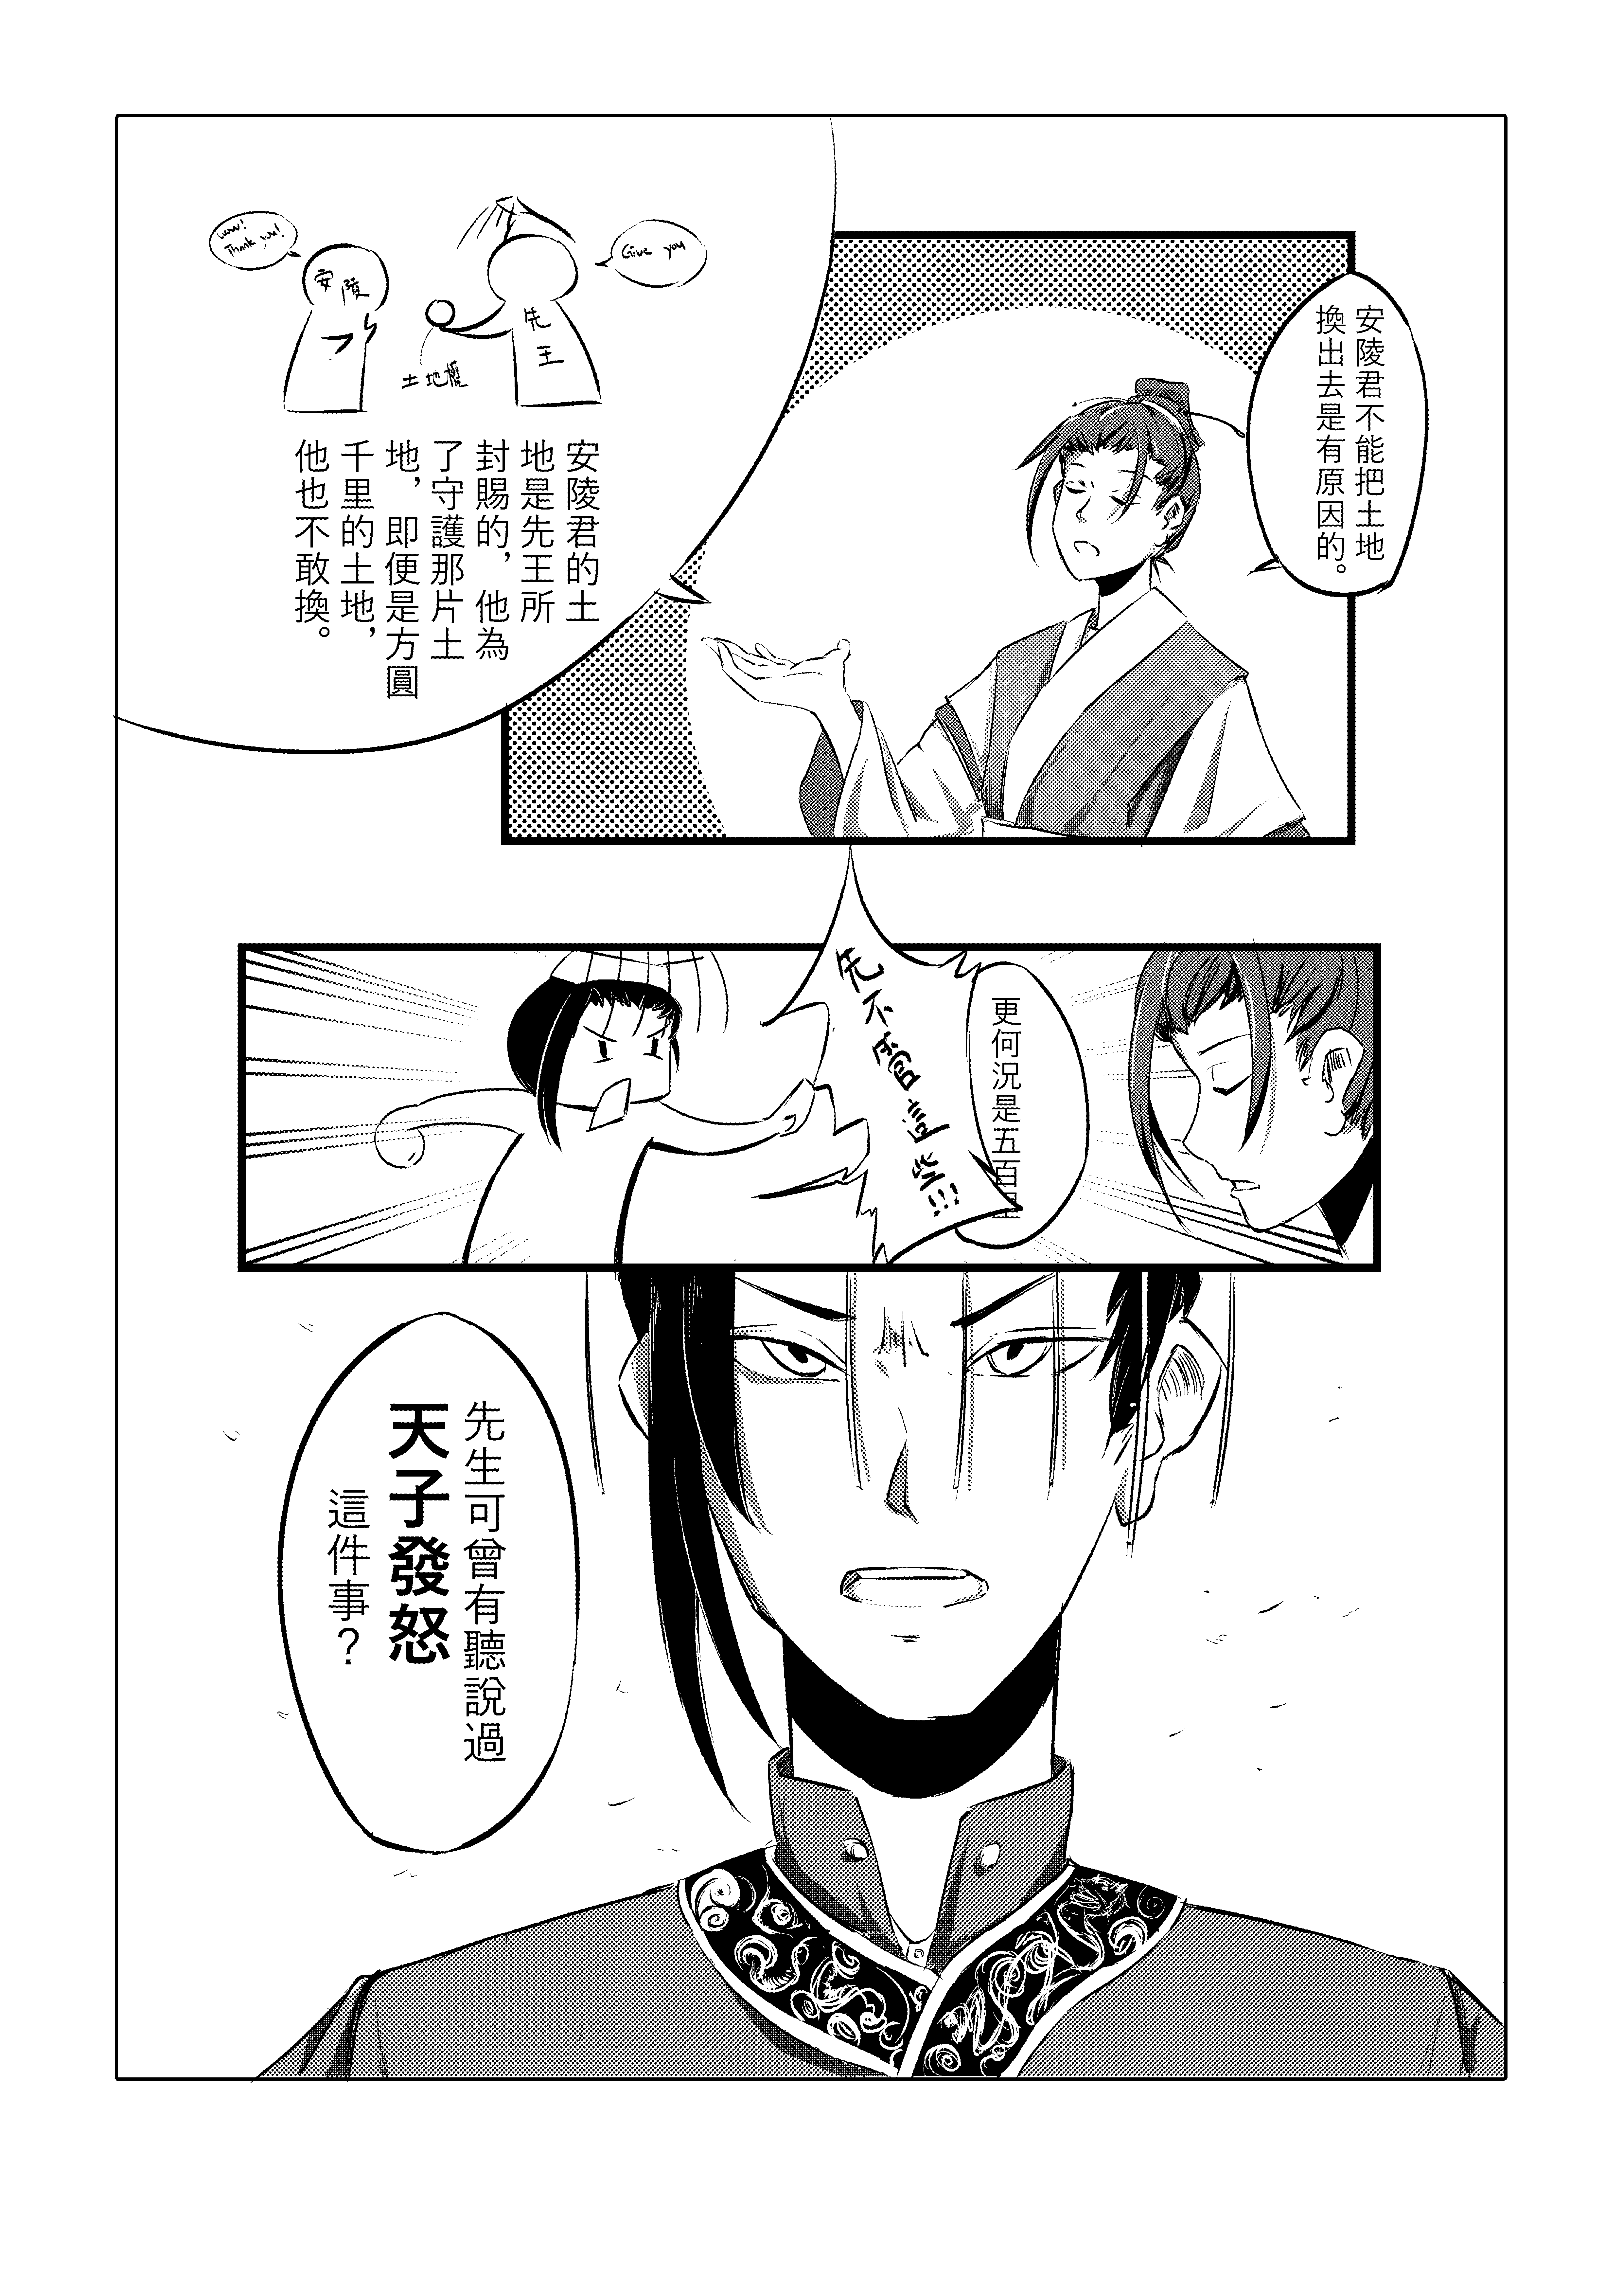 安陵君不能把土地
換出去是有原因的。
Give you
Thank you!
先
王
安陵
土地權
安陵君的土
地是先王所
封賜的，他為
了守護那片土
地，即便是方圓
千里的土地，
他也不敢換。
更何況是五百里
先不管這些!!!
先生可曾有聽說過
天子發怒
這件事？